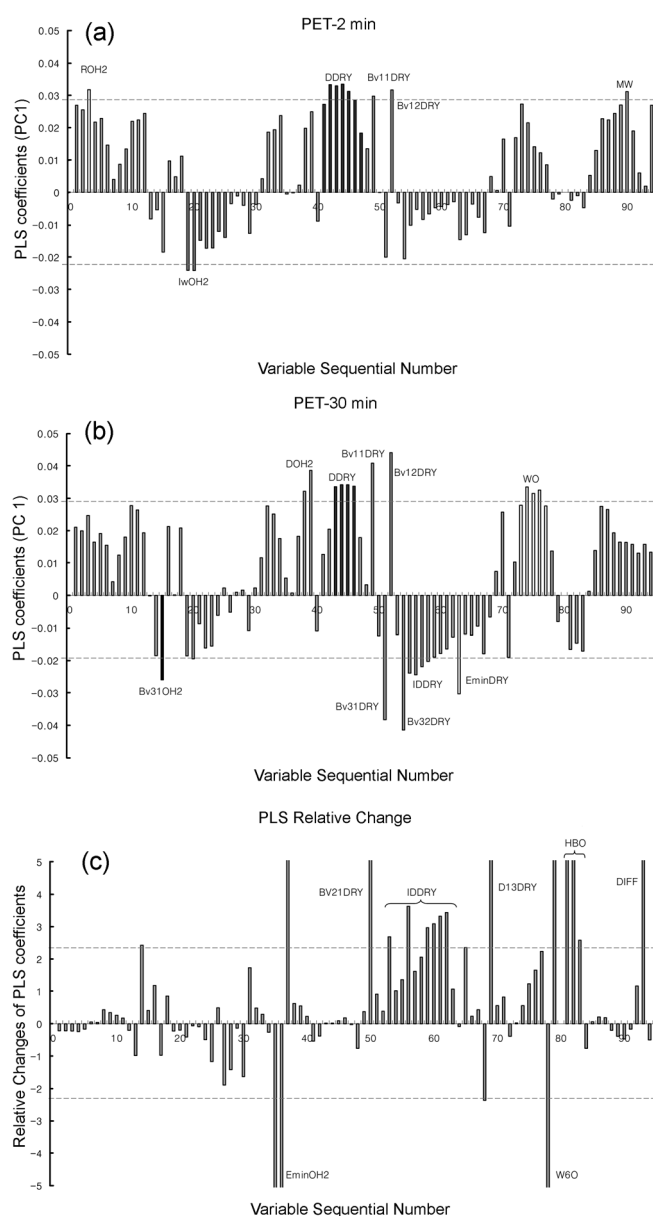 (a)
PET-2 min
PLS coefficients (PC1)
0.05
0.04
0.03
0.02
0.01
0
−0.01
−0.02
−0.03
−0.04
−0.05
ROH2
DDRY
Bv11DRY
Bv12DRY
MW
IwOH2
0 10 20 30 40 50 60 70 80 90
Variable Sequential Number
(b)
PET-30 min
PLS coefficients (PC 1)
0.05
0.04
0.03
0.02
0.01
0
−0.01
−0.02
−0.03
−0.04
−0.05
DOH2
DDRY
Bv11DRY
Bv12DRY
WO
Bv31OH2
Bv31DRY
Bv32DRY
IDDRY
EminDRY
0 10 20 30 40 50 60 70 80 90
Variable Sequential Number
PLS Relative Change
(c)
Relative Changes of PLS coefficients
5
4
3
2
1
0
−1
−2
−3
−4
−5
BV21DRY
IDDRY
D13DRY
HBO
DIFF
EminOH2
W6O
10 20 30 40 50 60 70 80 90
Variable Sequential Number